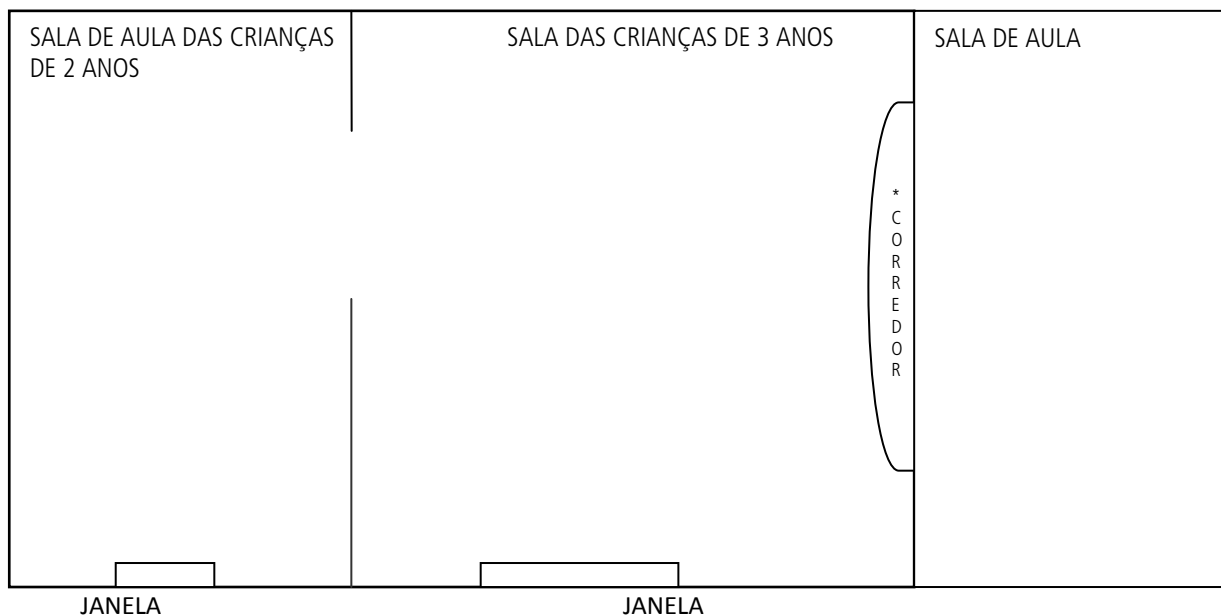 SALA DE AULA DAS CRIANÇAS
DE 2 ANOS
SALA DAS CRIANÇAS DE 3 ANOS
SALA DE AULA
*CORREDOR
JANELA
JANELA